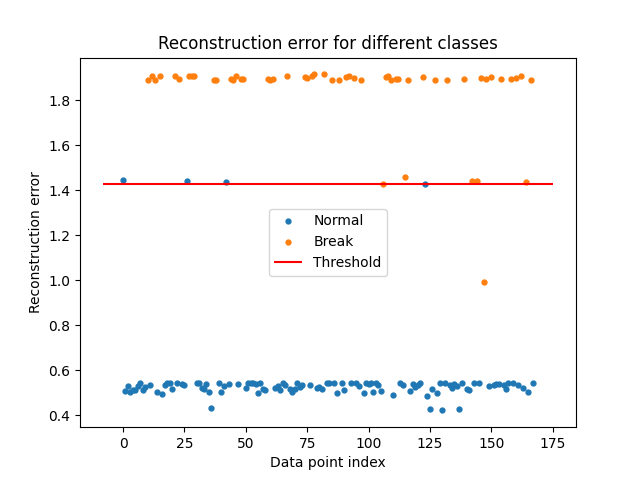 Reconstruction error for different classes
Reconstruction error
1.8
1.6
1.4
1.2
1.0
0.8
0.6
0.4
Normal
Break
Threshold
0
25
50
75
100
125
150
175
Data point index